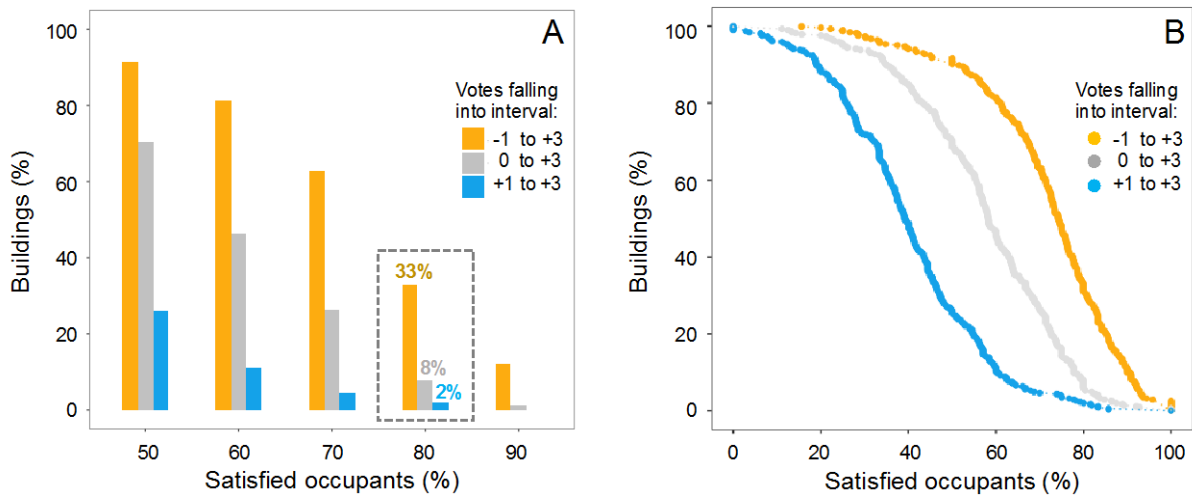 A
100
80
60
40
20
0
Buildings (%)
Votes falling
into interval:
-1 to +3
0 to +3
+1 to +3
33%
8%
2%
50 60 70 80 90
Satisfied occupants (%)
B
100
80
60
40
20
0
Buildings (%)
Votes falling
into interval:
-1 to +3
0 to +3
+1 to +3
0 20 40 60 80 100
Satisfied occupants (%)